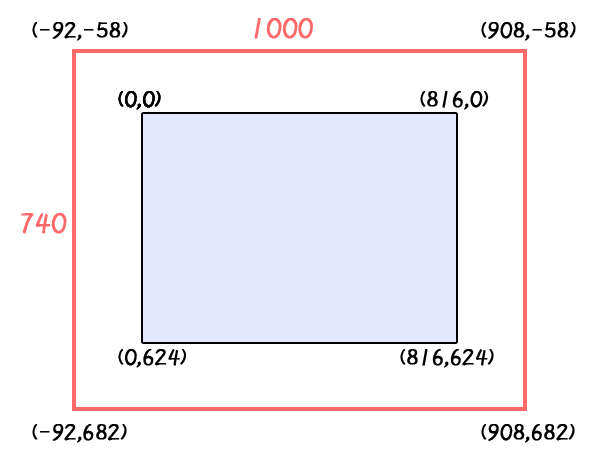 (-92,-58) 1000 (908,-58)
(0,0) (816,0)
740
(0,624) (816,624)
(-92,682) (908,682)